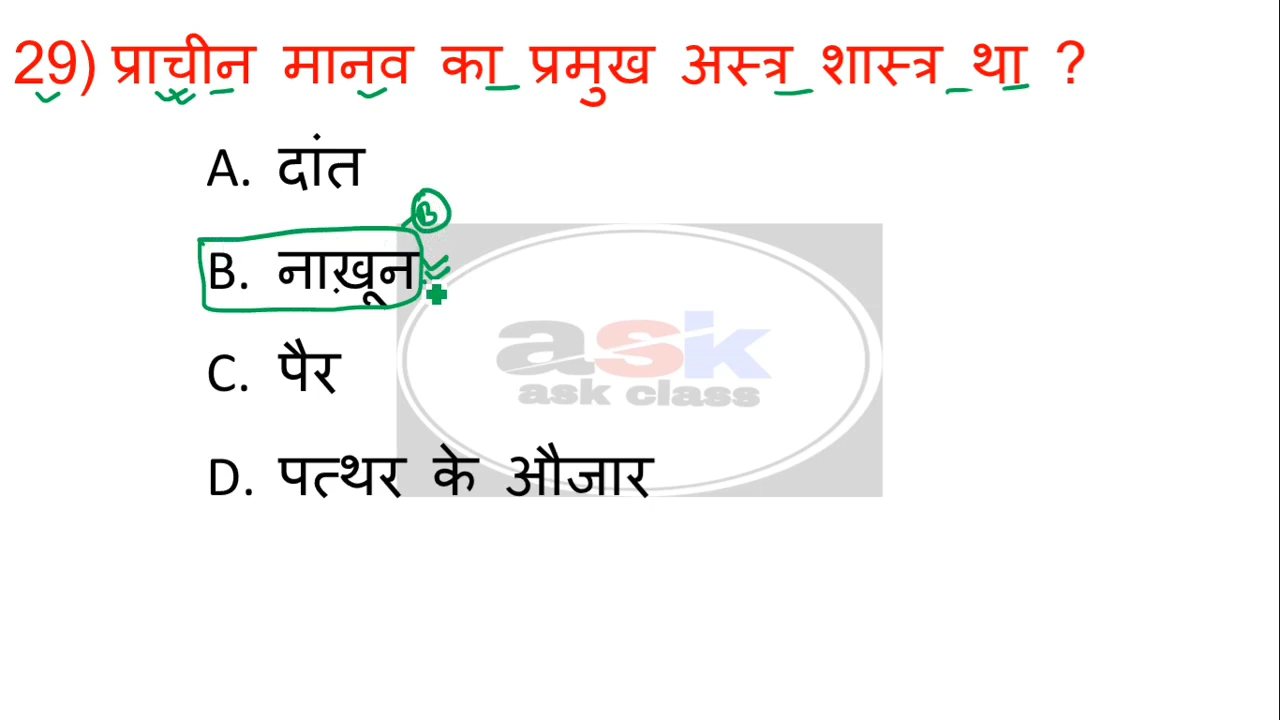 29) प्राचीन मानव का प्रमुख अस्त्र शास्त्र था ?
A. दांत
B
B. नाख़ून
C. पैर
ask
ask class
D. पत्थर के औजार